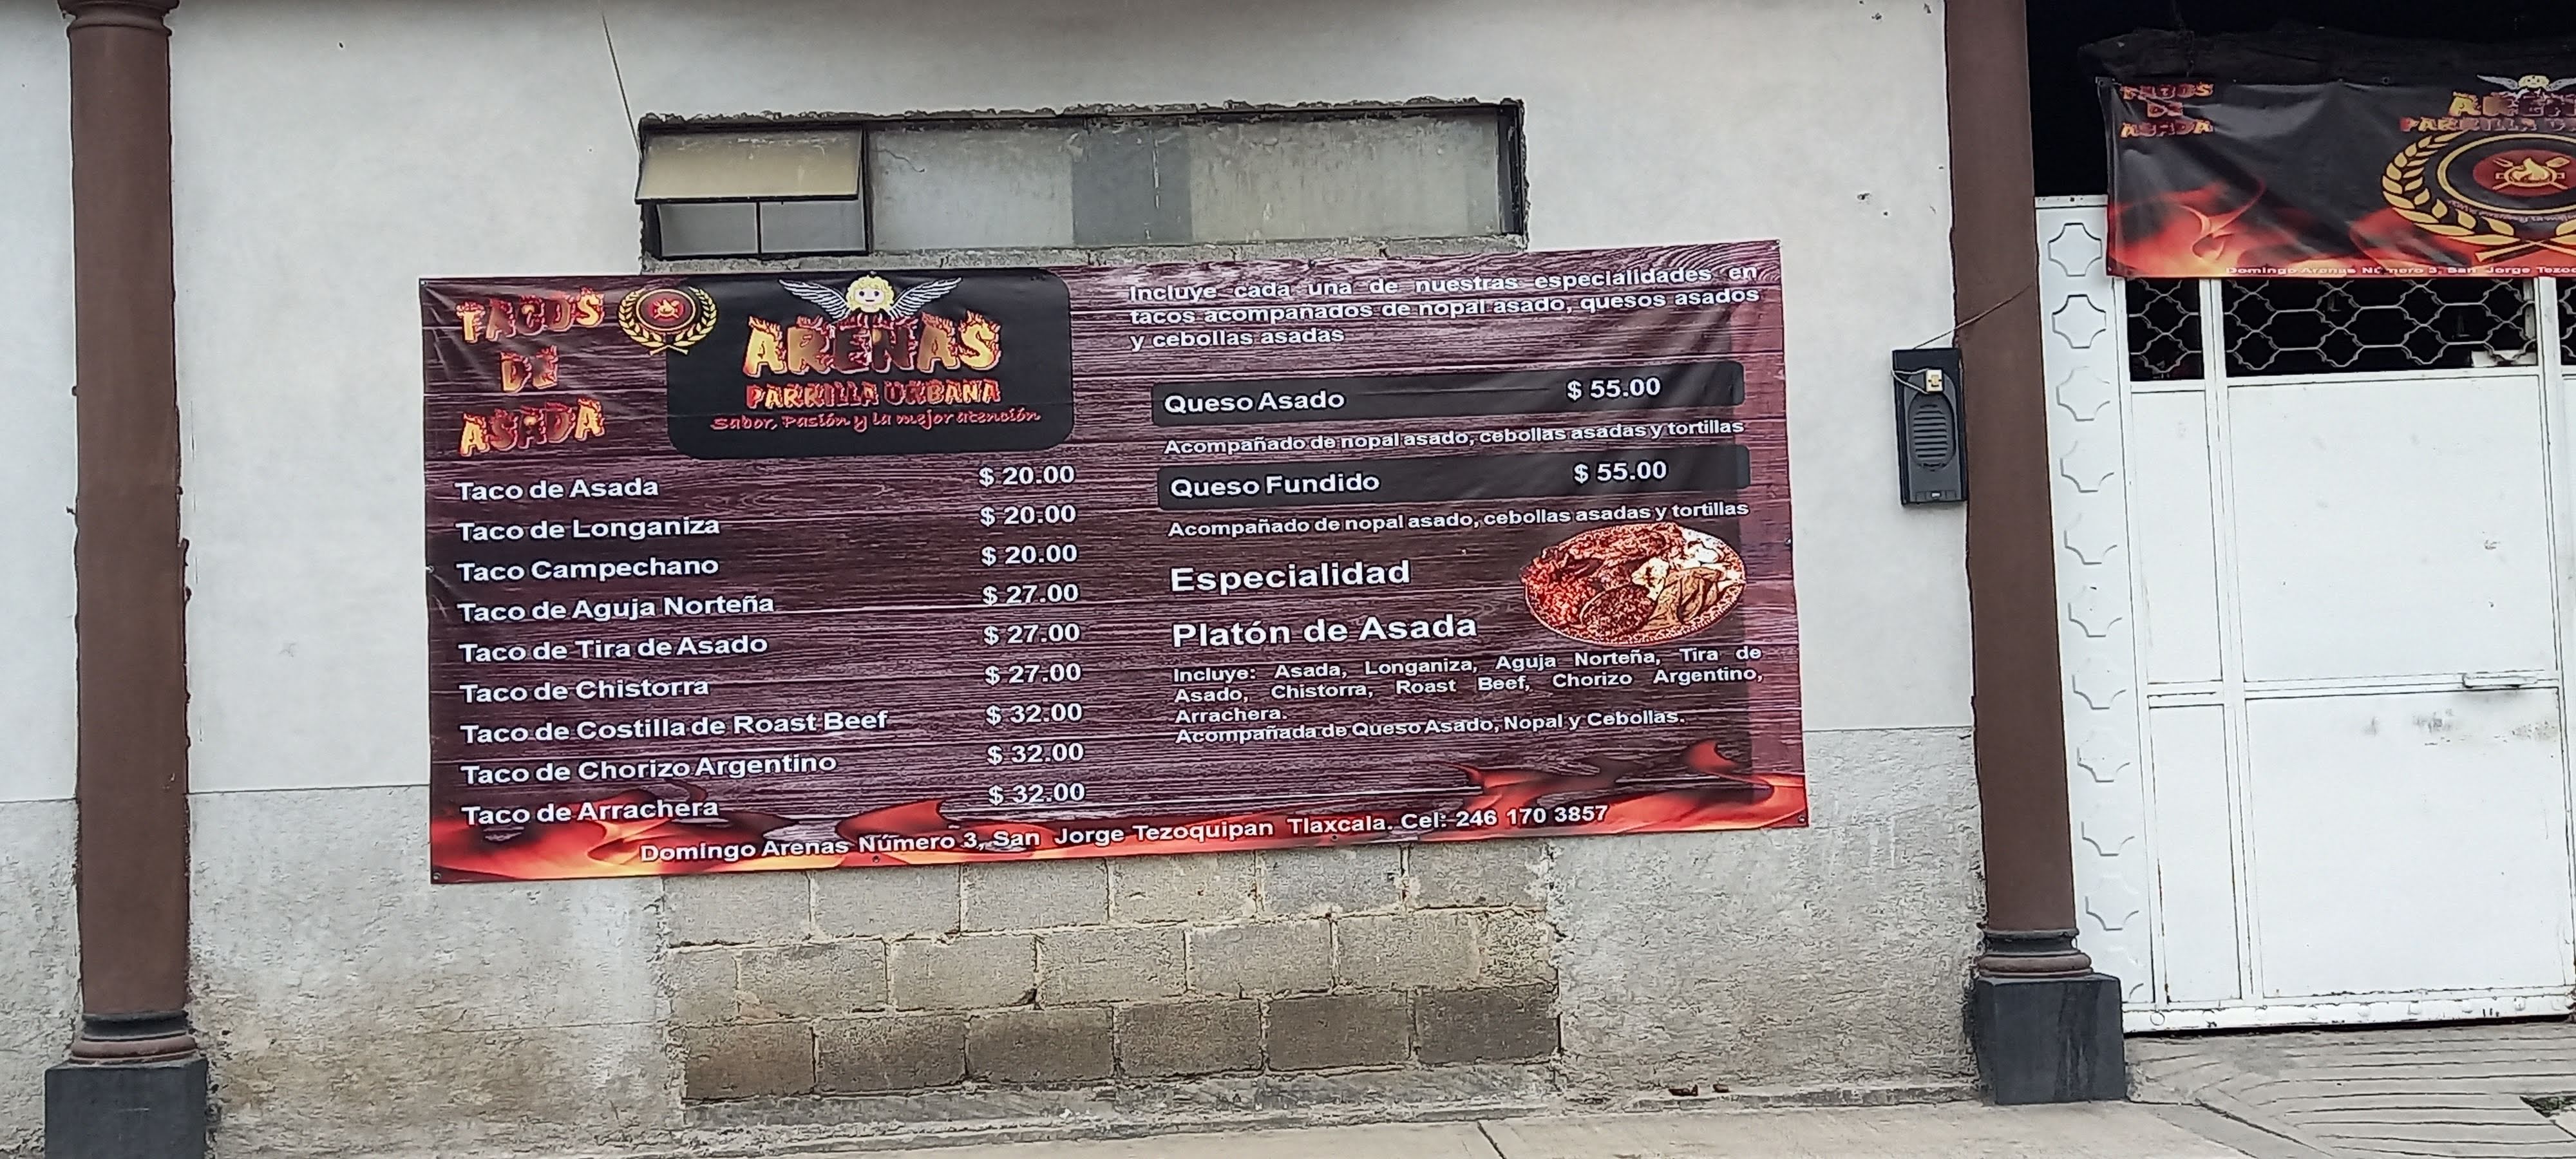 TACOS
DE
ASADA
ARENAS
PARRILLA URBANA
Sabor, Pasión y la mejor atención
Taco de Asada $ 20.00
Taco de Longaniza $ 20.00
Taco Campechano $ 20.00
Taco de Aguja Norteña $ 27.00
Taco de Tira de Asado $ 27.00
Taco de Chistorra $ 27.00
Taco de Costilla de Roast Beef $ 32.00
Taco de Chorizo Argentino $ 32.00
Taco de Arrachera $ 32.00
Incluye cada una de nuestras especialidades en
tacos acompañados de nopal asado, quesos asados
y cebollas asadas
Queso Asado $ 55.00
Acompañado de nopal asado, cebollas asadas y tortillas
Queso Fundido $ 55.00
Acompañado de nopal asado, cebollas asadas y tortillas
Especialidad
Platón de Asada
Incluye: Asada, Longaniza, Aguja Norteña, Tira de
Asado, Chistorra, Roast Beef, Chorizo Argentino,
Arrachera.
Acompañada de Queso Asado, Nopal y Cebollas.
Domingo Arenas Número 3, San Jorge Tezoquipan Tlaxcala. Cel: 246 170 3857
TACOS
DE
ASADA
PARRILLA
Domingo Arenas 3, San Jorge